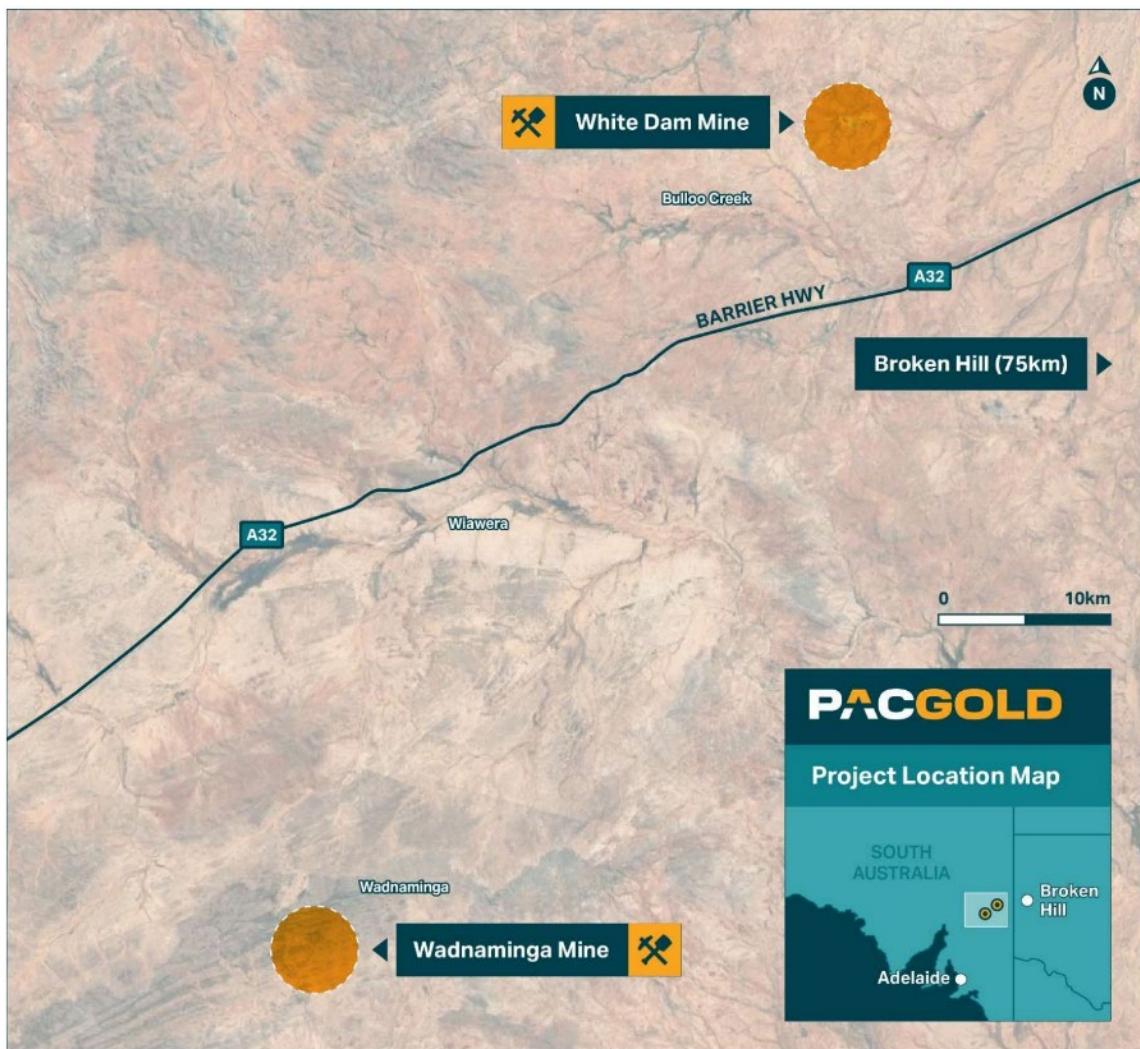 N
White Dam Mine
Bulloo Creek
A32
BARRIER HWY
Broken Hill (75km)
A32
Wiawera
0 10km
PACGOLD
Project Location Map
SOUTH
AUSTRALIA
Broken
Hill
Adelaide
Wadnaminga
Wadnaminga Mine